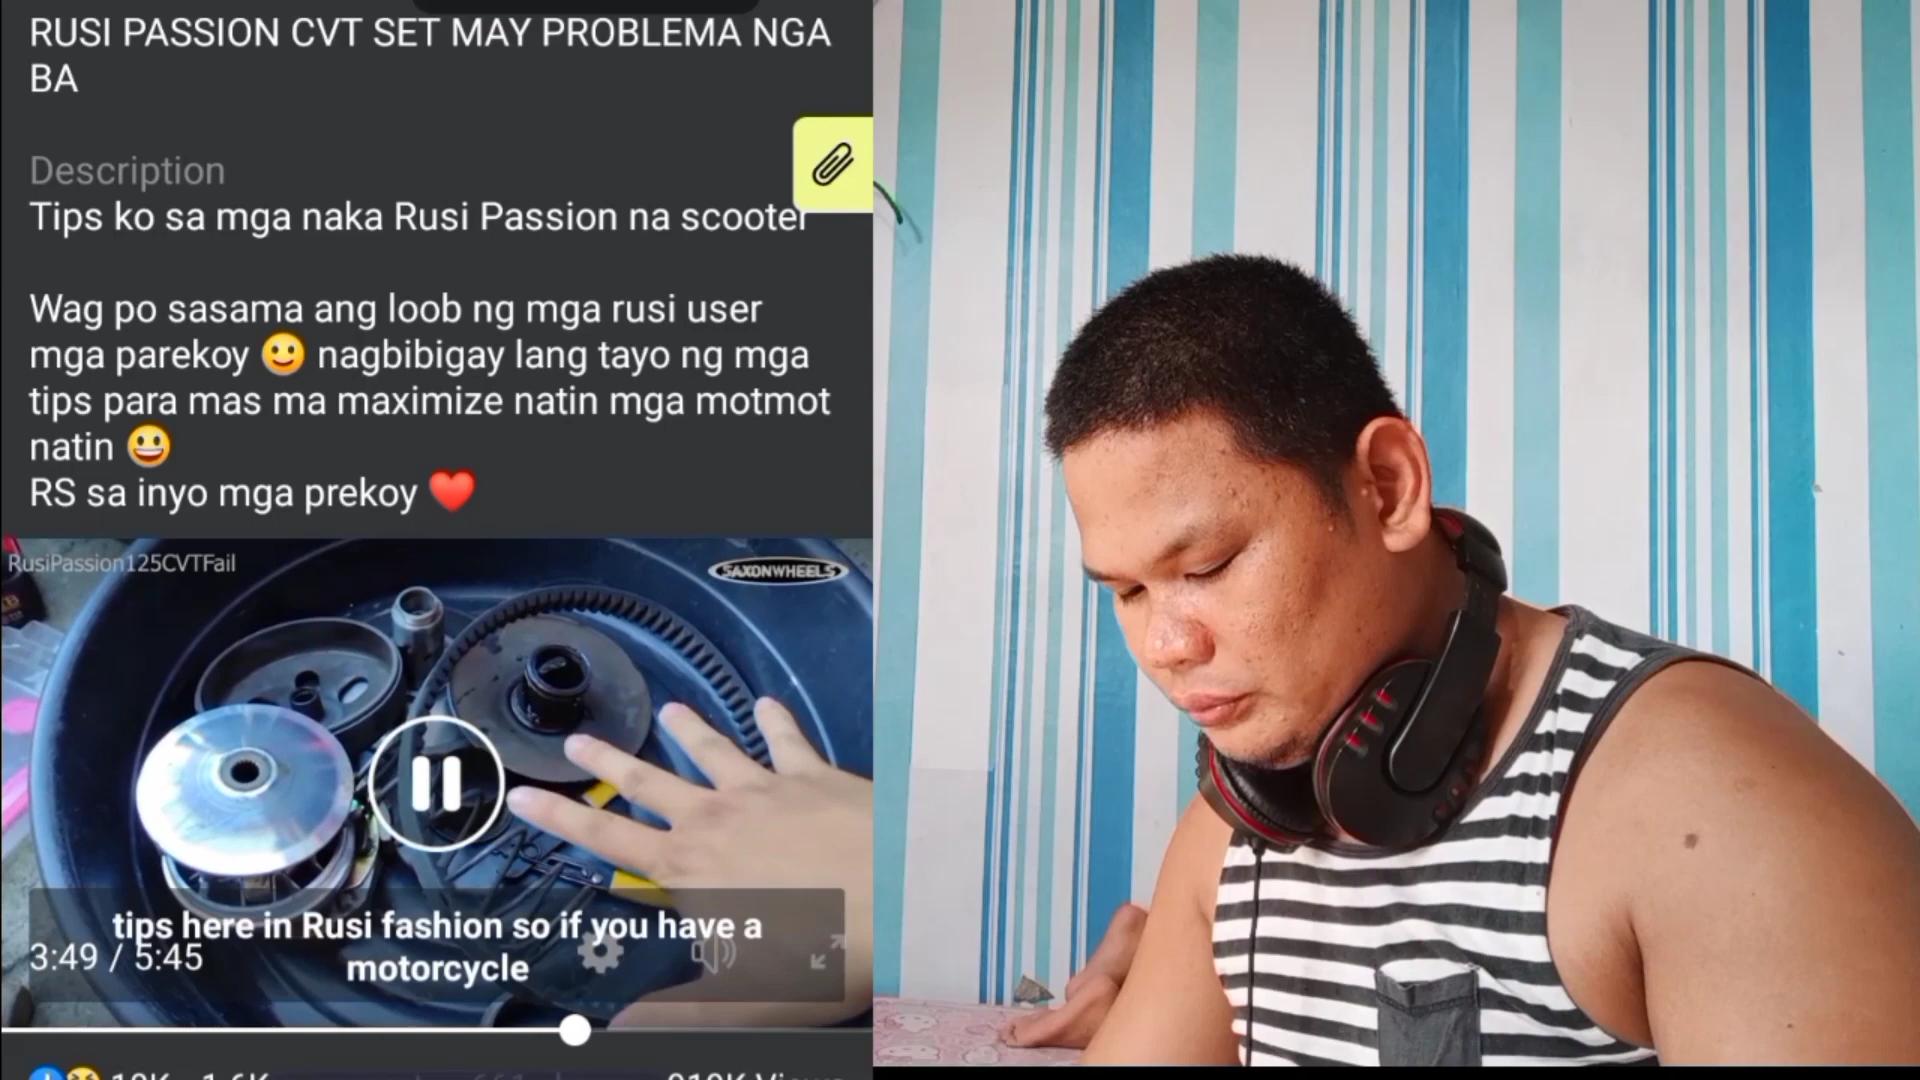 RUSI PASSION CVT SET MAY PROBLEMA NGA
BA
Description
Tips ko sa mga naka Rusi Passion na scooter
Wag po sasama ang loob ng mga rusi user
mga parekoy 🙂 nagbibigay lang tayo ng mga
tips para mas ma maximize natin mga motmot
natin 😃
RS sa inyo mga prekoy ❤️
RusiPassion125CVTFail
SAXONWHEELS
tips here in Rusi fashion so if you have a
motorcycle
3:49 / 5:45